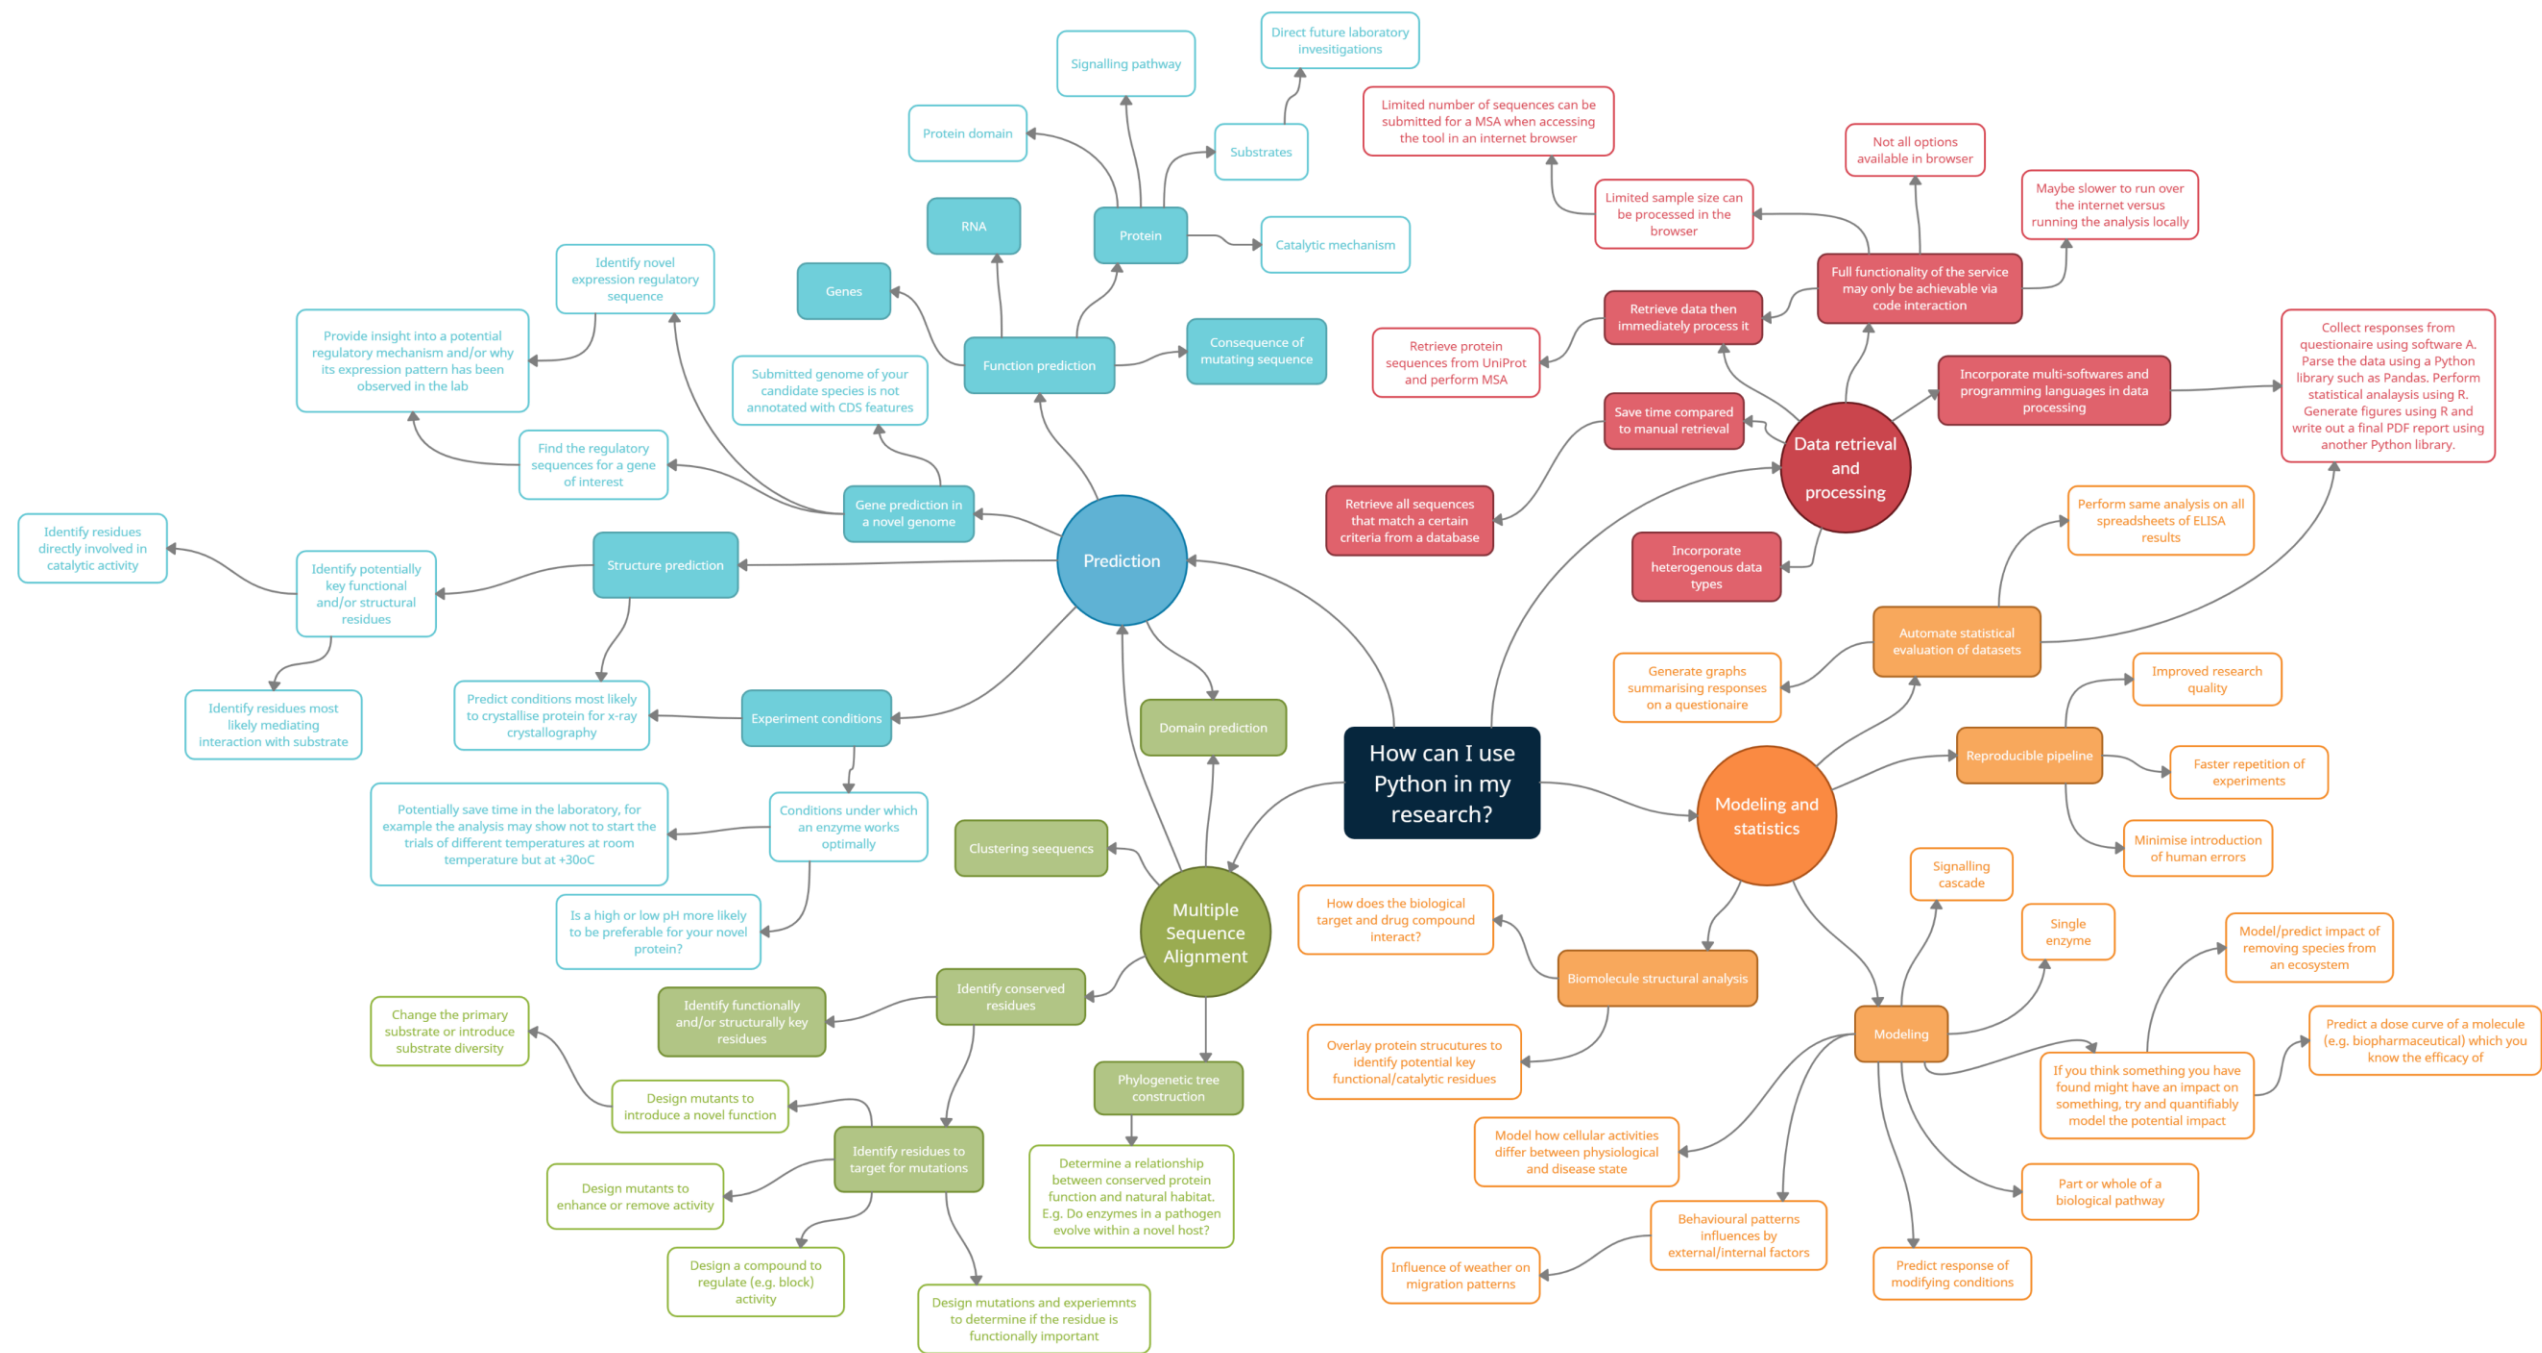 Direct future laboratory
invesitigations
Signalling pathway
Protein domain
Substrates
RNA
Protein
Catalytic mechanism
Genes
Identify novel
expression regulatory
sequence
Function prediction
Consequence of
mutating sequence
Provide insight into a potential
regulatory mechanism and/or why
its expression pattern has been
observed in the lab
Submitted genome of your
candidate species is not
annotated with CDS features
Find the regulatory
sequences for a gene
of interest
Gene prediction in
a novel genome
Identify residues
directly involved in
catalytic activity
Identify potentially
key functional
and/or structural
residues
Structure prediction
Prediction
Identify residues most
likely mediating
interaction with substrate
Predict conditions most likely
to crystallise protein for x-ray
crystallography
Experiment conditions
Domain prediction
Potentially save time in the laboratory, for
example the analysis may show not to start the
trials of different temperatures at room
temperature but at +30oC
Conditions under which
an enzyme works
optimally
Is a high or low pH more likely
to be preferable for your novel
protein?
Limited number of sequences can be
submitted for a MSA when accessing
the tool in an internet browser
Not all options
available in browser
Limited sample size can
be processed in the
browser
Maybe slower to run over
the internet versus
running the analysis locally
Full functionality of the service
may only be achievable via
code interaction
Retrieve data then
immediately process it
Retrieve protein
sequences from UniProt
and perform MSA
Incorporate multi-softwares and
programming languages in data
processing
Collect responses from
questionaire using software A.
Parse the data using a Python
library such as Pandas. Perform
statistical analaysis using R.
Generate figures using R and
write out a final PDF report using
another Python library.
Save time compared
to manual retrieval
Data retrieval
and
processing
Retrieve all sequences
that match a certain
criteria from a database
Incorporate
heterogenous data
types
Perform same analysis on all
spreadsheets of ELISA
results
Automate statistical
evaluation of datasets
Generate graphs
summarising responses
on a questionaire
Improved research
quality
How can I use
Python in my
research?
Reproducible pipeline
Faster repetition of
experiments
Modeling and
statistics
Minimise introduction
of human errors
Clustering seequencs
Multiple
Sequence
Alignment
Identify conserved
residues
Identify functionally
and/or structurally key
residues
Change the primary
substrate or introduce
substrate diversity
Design mutants to
introduce a novel function
Phylogenetic tree
construction
Identify residues to
target for mutations
Design mutants to
enhance or remove activity
Determine a relationship
between conserved protein
function and natural habitat.
E.g. Do enzymes in a pathogen
evolve within a novel host?
Design a compound to
regulate (e.g. block)
activity
Design mutations and experiemnts
to determine if the residue is
functionally important
How does the biological
target and drug compound
interact?
Biomolecule structural analysis
Overlay protein strucutures to
identify potential key
functional/catalytic residues
Signalling
cascade
Single
enzyme
Model/predict impact of
removing species from
an ecosystem
Modeling
Predict a dose curve of a molecule
(e.g. biopharmaceutical) which you
know the efficacy of
If you think something you have
found might have an impact on
something, try and quantifiably
model the potential impact
Model how cellular activities
differ between physiological
and disease state
Part or whole of a
biological pathway
Behavioural patterns
influences by
external/internal factors
Influence of weather on
migration patterns
Predict response of
modifying conditions